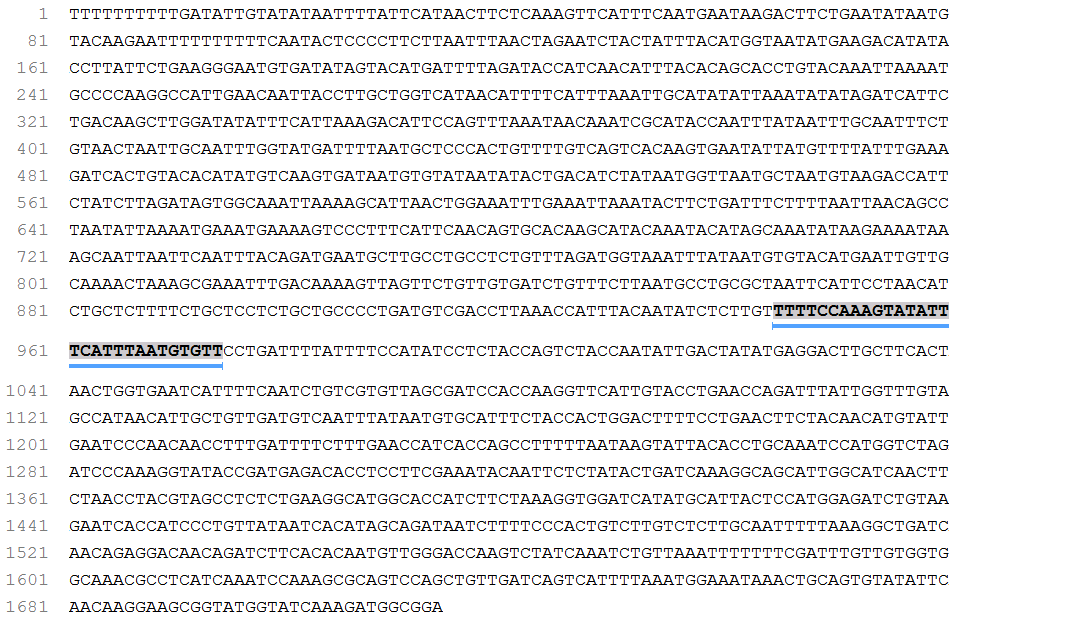 1 TTTTTTTTTTTGATATTGTATATAATTTTATTCATAACTTCTCAAAGTTCATTTCAATGAATAAGACTTCTGAATATAATG
81 TACAAGAATTTTTTTTTTCAATACTCCCCTTCTTAATTTAACTAGAATCTACTATTTACATGGTAATATGAAGACATATA
161 CCTTATTCTGAAGGGAATGTGATATAGTACATGATTTTAGATACCATCAACATTTACACAGCACCTGTACAAATTAAAAT
241 GCCCCAAGGCCATTGAACAATTACCTTGCTGGTCATAACATTTTCATTTAAATTGCATATATTAAATATATAGATCATTC
321 TGACAAGCTTGGATATATTTCATTAAAGACATTCCAGTTTAAATAACAAATCGCATACCAATTTATAATTTGCAATTTCT
401 GTAACTAATTGCAATTTGGTATGATTTTAATGCTCCCACTGTTTTGTCAGTCACAAGTGAATATTATGTTTTATTTGAAA
481 GATCACTGTACACATATGTCAAGTGATAATGTGTATAATATACTGACATCTATAATGGTTAATGCTAATGTAAGACCATT
561 CTATCTTAGATAGTGGCAAATTAAAAGCATTAACTGGAAATTTGAAATTAAATACTTCTGATTTCTTTTAATTAACAGCC
641 TAATATTAAAATGAAATGAAAAGTCCCTTTCATTCAACAGTGCACAAGCATACAAATACATAGCAAATATAAGAAAATAA
721 AGCAATTAATTCAATTTACAGATGAATGCTTGCCTGCCTCTGTTTAGATGGTAAATTTATAATGTGTACATGAATTGTTG
801 CAAAACTAAAGCGAAATTTGACAAAAGTTAGTTCTGTTGTGATCTGTTTCTTAATGCCTGCGCTAATTCATTCCTAACAT
881 CTGCTCTTTTCTGCTCCTCTGCTGCCCCTGATGTCGACCTTAAACCATTTACAATATCTCTTGTTTTTCCAAAGTATATT
961 TCATTTAATGTGTTCCTGATTTTATTTTCCATATCCTCTACCAGTCTACCAATATTGACTATATGAGGACTTGCTTCACT
1041 AACTGGTGAATCATTTTCAATCTGTCGTGTTAGCGATCCACCAAGGTTCATTGTACCTGAACCAGATTTATTGGTTTGTA
1121 GCCATAACATTGCTGTTGATGTCAATTTATAATGTGCATTTCTACCACTGGACTTTTCCTGAACTTCTACAACATGTATT
1201 GAATCCCAACAACCTTTGATTTTCTTTGAACCATCACCAGCCTTTTTAATAAGTATTACACCTGCAAATCCATGGTCTAG
1281 ATCCCAAAGGTATACCGATGAGACACCTCCTTCGAAATACAATTCTCTATACTGATCAAAGGCAGCATTGGCATCAACTT
1361 CTAACCTACGTAGCCTCTCTGAAGGCATGGCACCATCTTCTAAAGGTGGATCATATGCATTACTCCATGGAGATCTGTAA
1441 GAATCACCATCCCTGTTATAATCACATAGCAGATAATCTTTTCCCACTGTCTTGTCTCTTGCAATTTTTAAAGGCTGATC
1521 AACAGAGGACAACAGATCTTCACACAATGTTGGGACCAAGTCTATCAAATCTGTTAAATTTTTTTCGATTTGTTGTGGTG
1601 GCAAACGCCTCATCAAATCCAAAGCGCAGTCCAGCTGTTGATCAGTCATTTTAAATGGAAATAAACTGCAGTGTATATTC
1681 AACAAGGAAGCGGTATGGTATCAAAGATGGCGGA